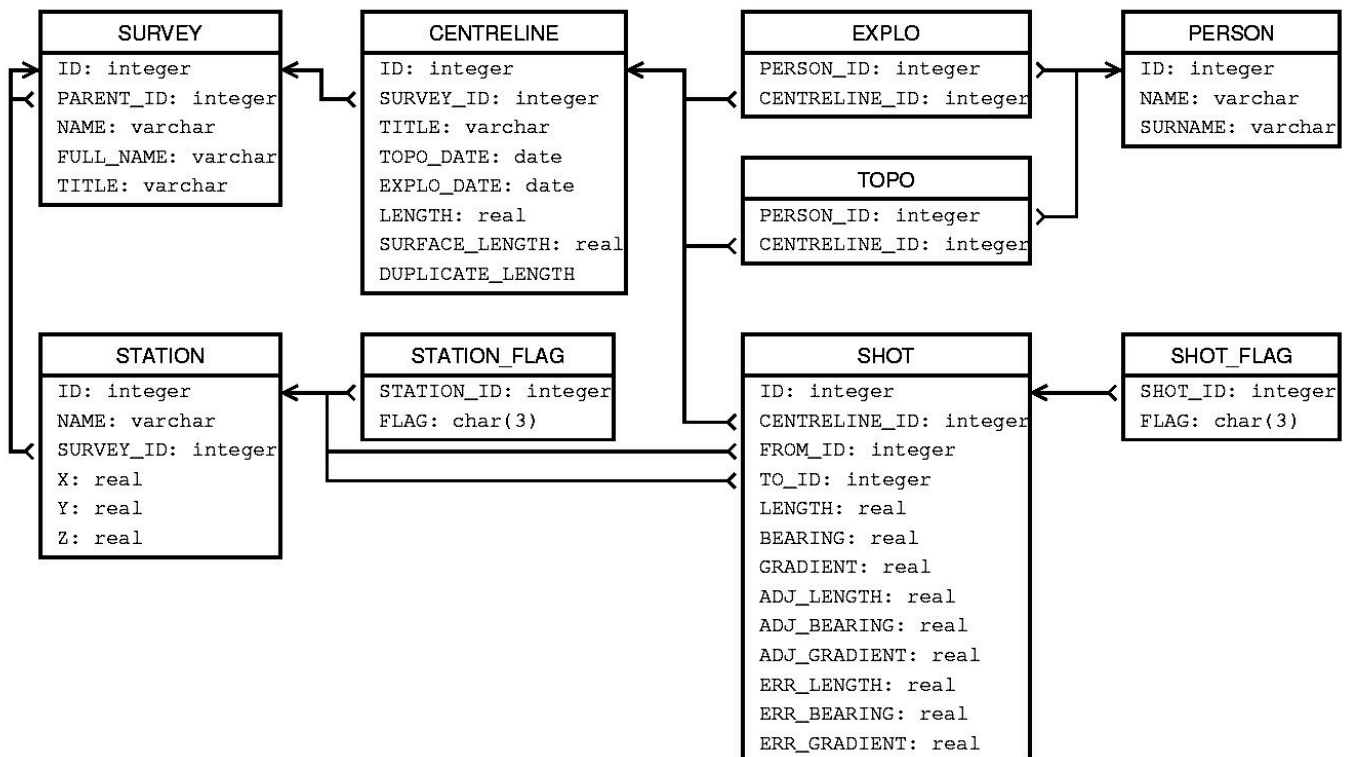 SURVEY
ID: integer
PARENT_ID: integer
NAME: varchar
FULL_NAME: varchar
TITLE: varchar
CENTRELINE
ID: integer
SURVEY_ID: integer
TITLE: varchar
TOPO_DATE: date
EXPLO_DATE: date
LENGTH: real
SURFACE_LENGTH: real
DUPLICATE_LENGTH
EXPLO
PERSON_ID: integer
CENTRELINE_ID: integer
PERSON
ID: integer
NAME: varchar
SURNAME: varchar
TOPO
PERSON_ID: integer
CENTRELINE_ID: integer
STATION
ID: integer
NAME: varchar
SURVEY_ID: integer
X: real
Y: real
Z: real
STATION_FLAG
STATION_ID: integer
FLAG: char(3)
SHOT
ID: integer
CENTRELINE_ID: integer
FROM_ID: integer
TO_ID: integer
LENGTH: real
BEARING: real
GRADIENT: real
ADJ_LENGTH: real
ADJ_BEARING: real
ADJ_GRADIENT: real
ERR_LENGTH: real
ERR_BEARING: real
ERR_GRADIENT: real
SHOT_FLAG
SHOT_ID: integer
FLAG: char(3)